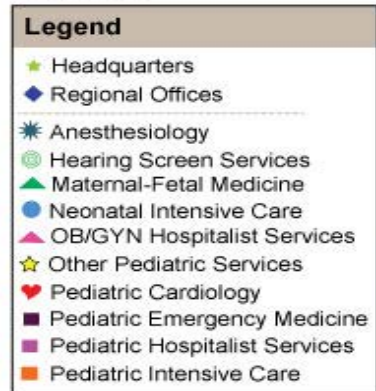 Legend
Headquarters
Regional Offices
Anesthesiology
Hearing Screen Services
Maternal-Fetal Medicine
Neonatal Intensive Care
OB/GYN Hospitalist Services
Other Pediatric Services
Pediatric Cardiology
Pediatric Emergency Medicine
Pediatric Hospitalist Services
Pediatric Intensive Care